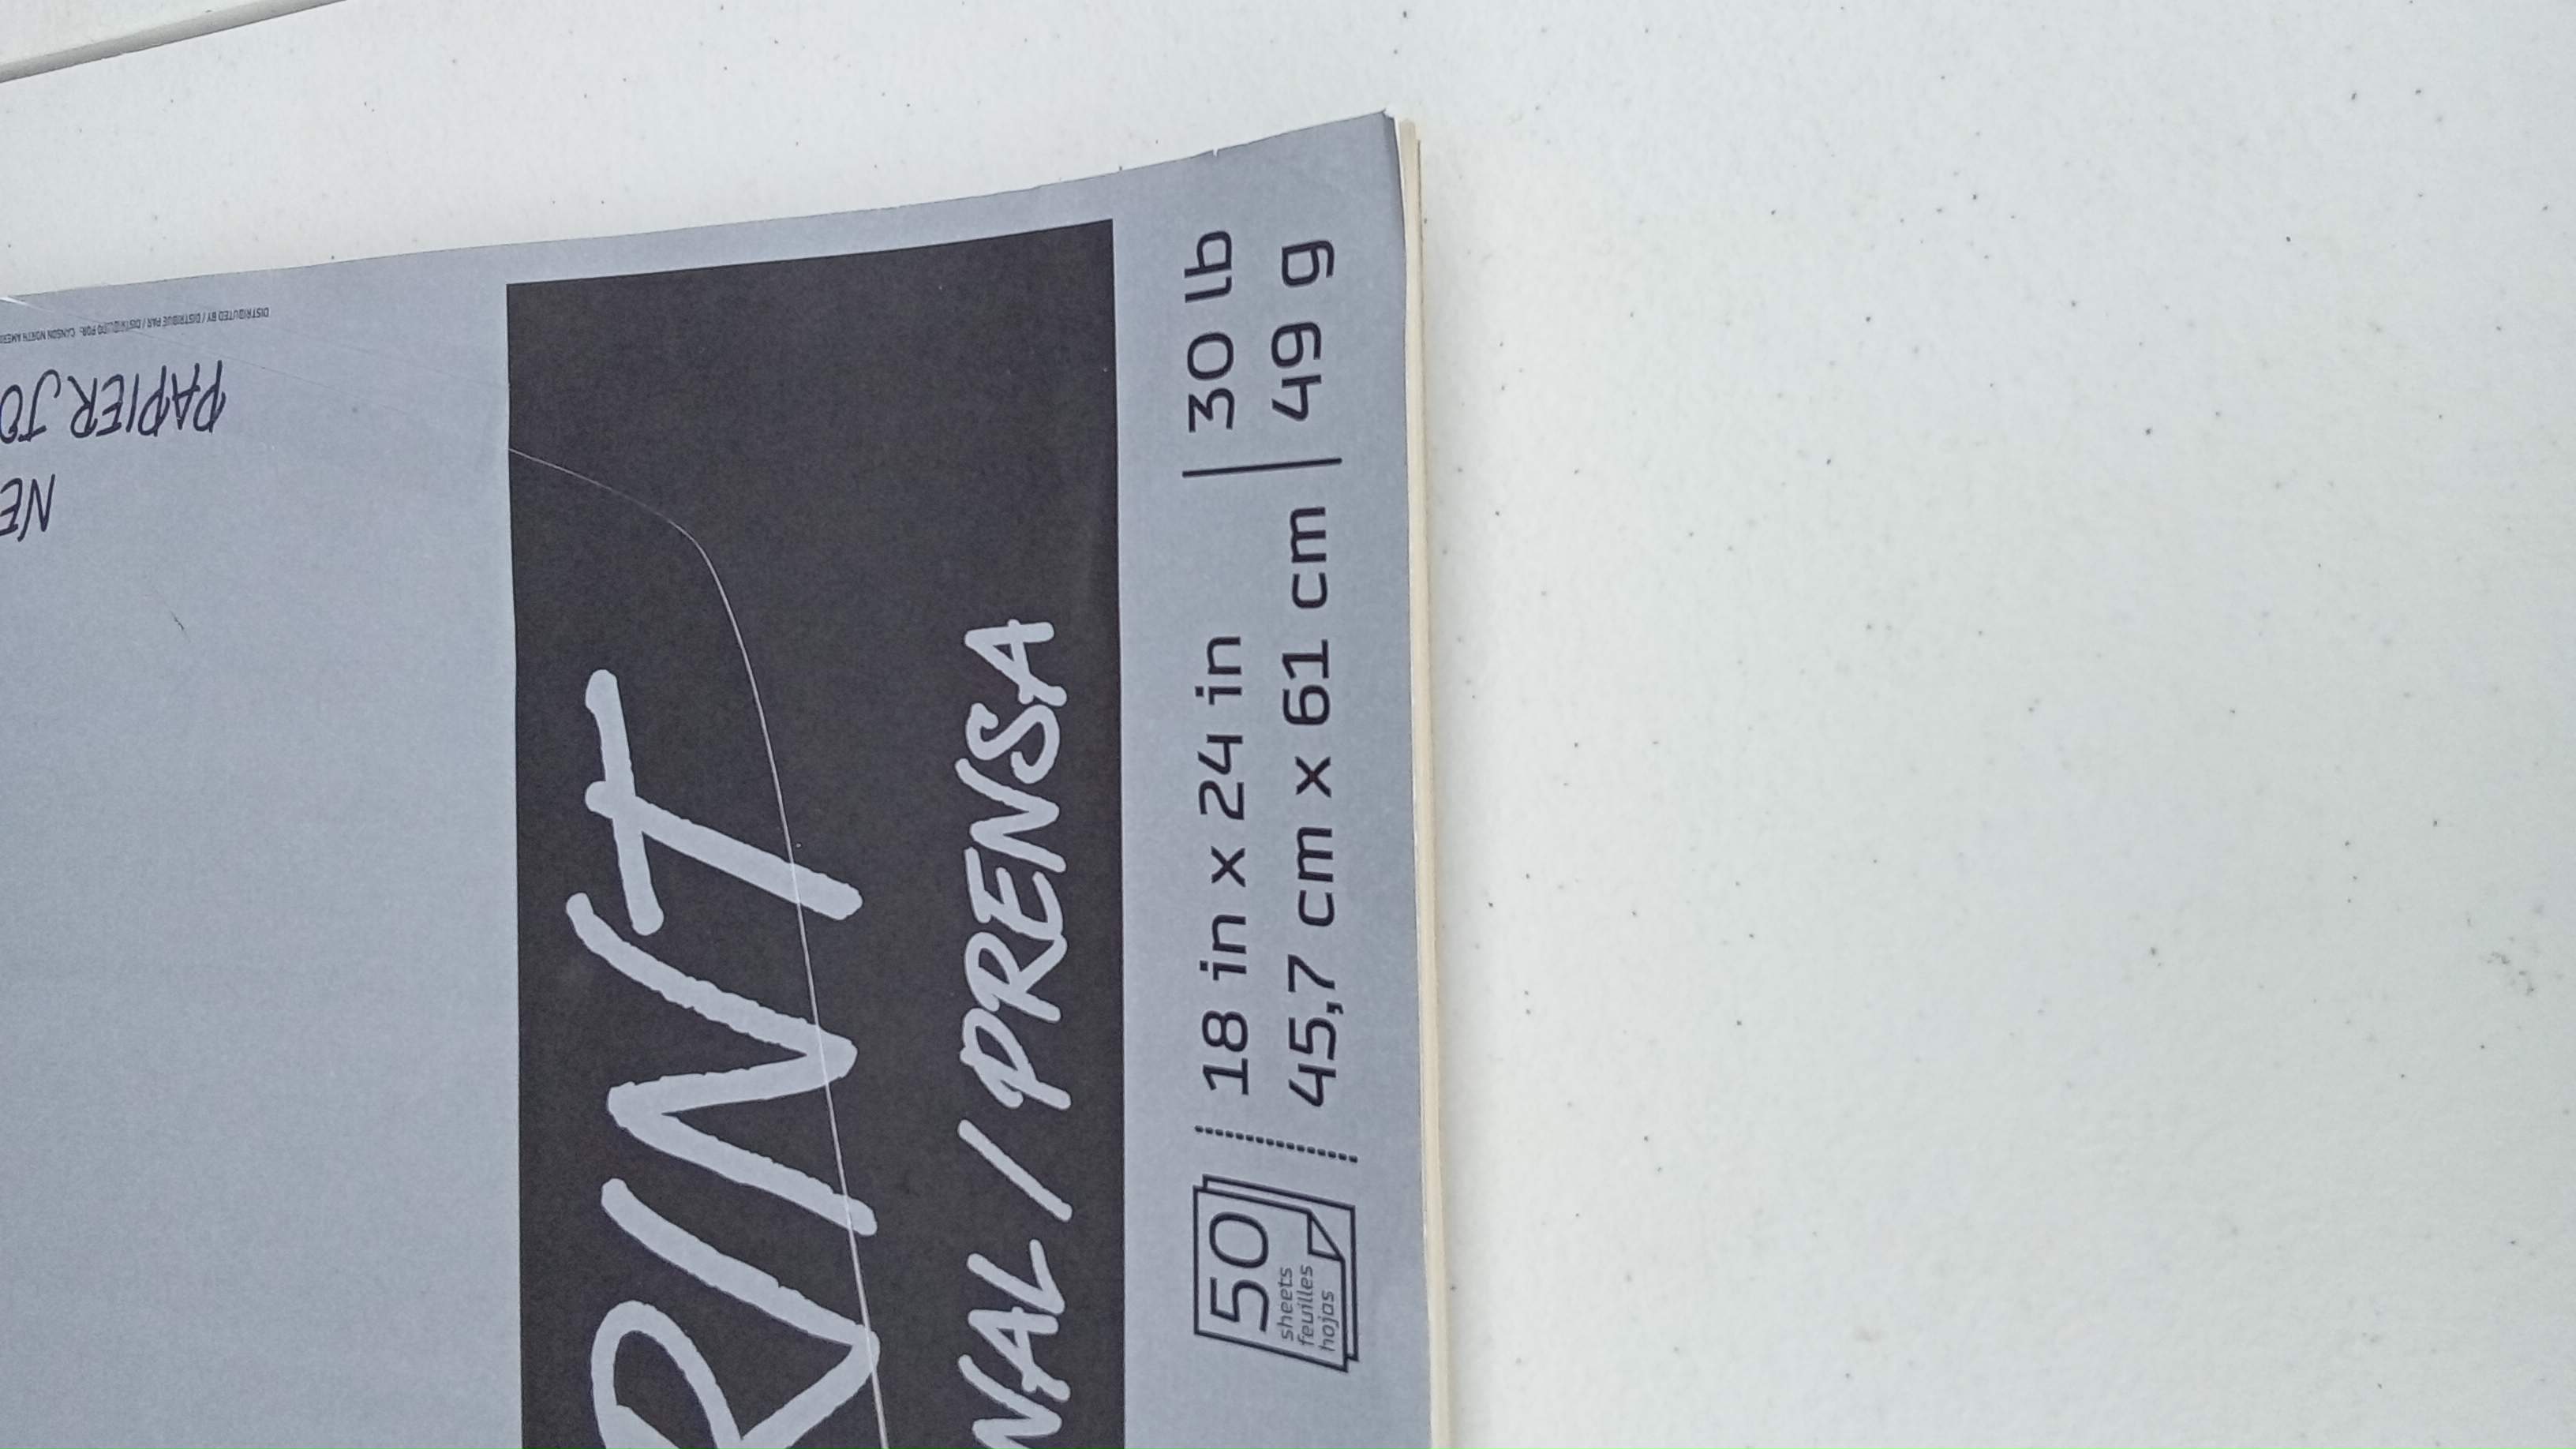 RINT
NAL / PRENSA
50
sheets
feuilles
hojas
18 in x 24 in | 30 lb
45,7 cm x 61 cm | 49 g
DISTRIBUTED BY / DISTRIBUÉ PAR / DISTRIBUIDO POR: CANSON NORTH AMERI
PAPIER JO
NE